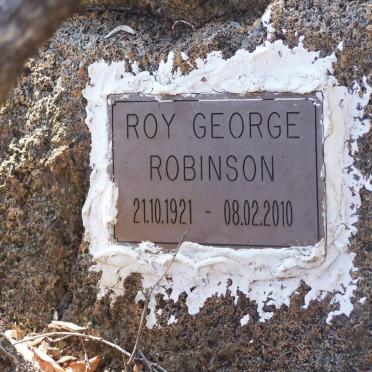 ROY GEORGE
ROBINSON
21.10.1921 - 08.02.2010